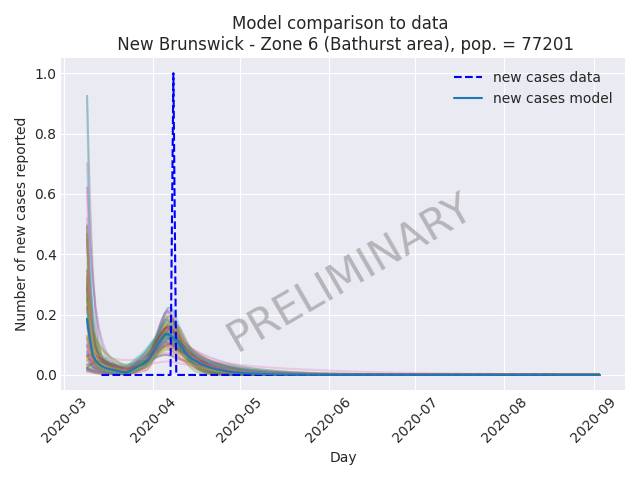 Model comparison to data
New Brunswick - Zone 6 (Bathurst area), pop. = 77201
new cases data
new cases model
PRELIMINARY
Number of new cases reported
1.0
0.8
0.6
0.4
0.2
0.0
2020-03
2020-04
2020-05
2020-06
2020-07
2020-08
2020-09
Day